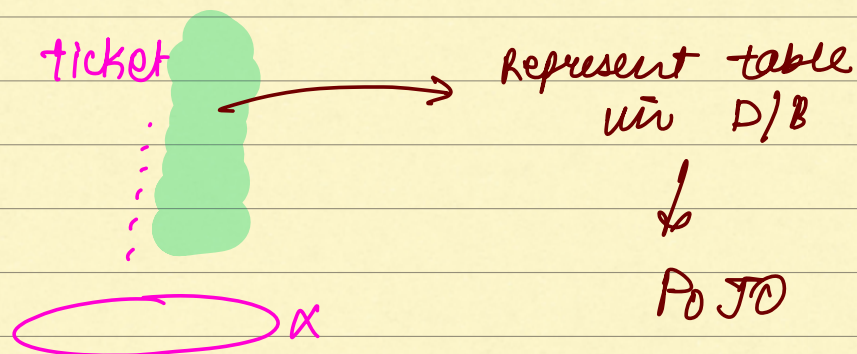 ticket
Represent table
in D/B
POJO
x